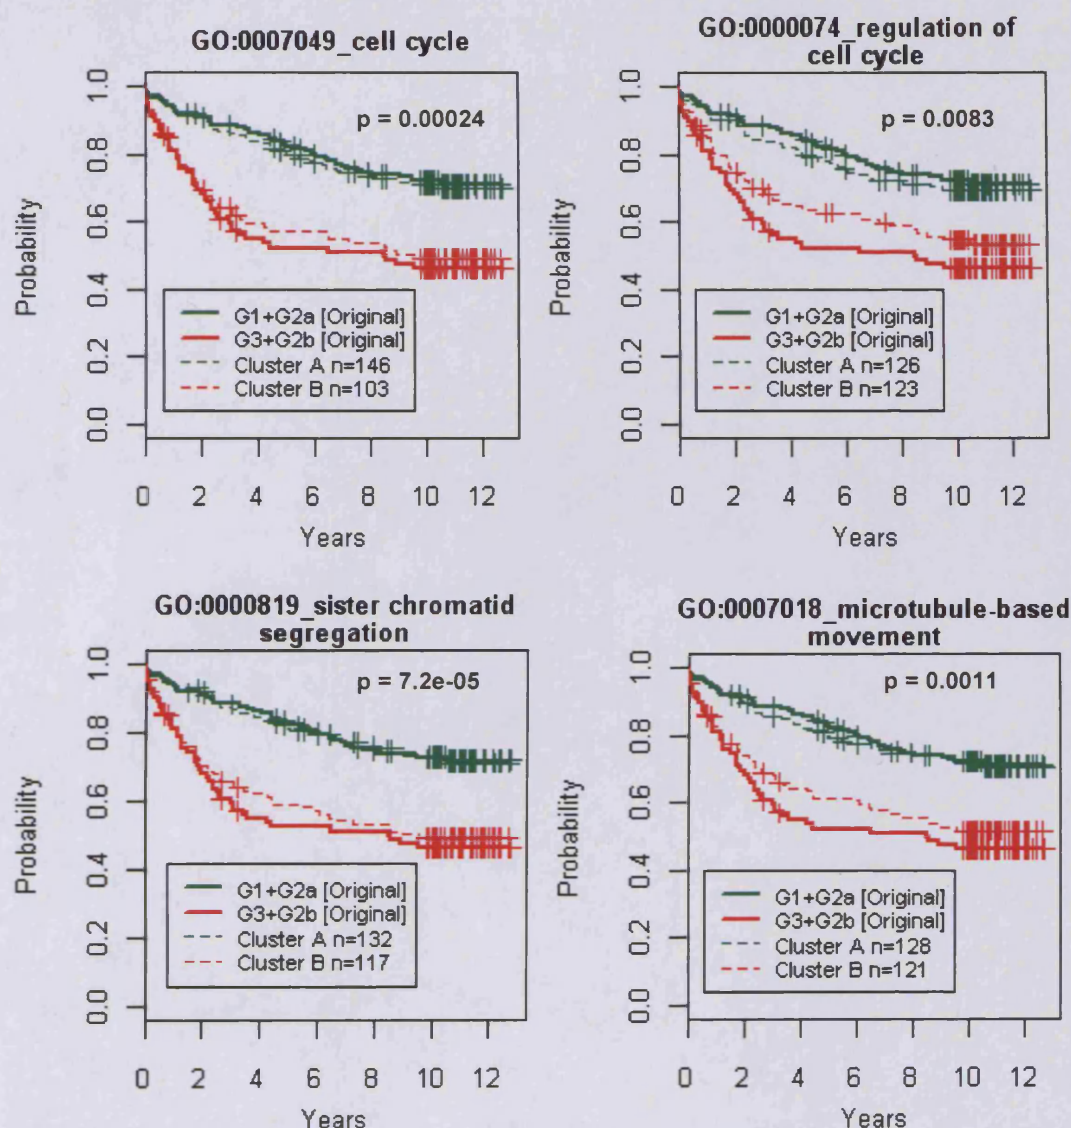 GO:0007049_cell cycle
p = 0.00024
Probability
1.0
0.8
0.6
0.4
0.2
0.0
G1+G2a [Original]
G3+G2b [Original]
Cluster A n=146
Cluster B n=103
0 2 4 6 8 10 12
Years
GO:0000074_regulation of
cell cycle
p = 0.0083
Probability
1.0
0.8
0.6
0.4
0.2
0.0
G1+G2a [Original]
G3+G2b [Original]
Cluster A n=126
Cluster B n=123
0 2 4 6 8 10 12
Years
GO:0000819_sister chromatid
segregation
p = 7.2e-05
Probability
1.0
0.8
0.6
0.4
0.2
0.0
G1+G2a [Original]
G3+G2b [Original]
Cluster A n=132
Cluster B n=117
0 2 4 6 8 10 12
Years
GO:0007018_microtubule-based
movement
p = 0.0011
Probability
1.0
0.8
0.6
0.4
0.2
0.0
G1+G2a [Original]
G3+G2b [Original]
Cluster A n=128
Cluster B n=121
0 2 4 6 8 10 12
Years